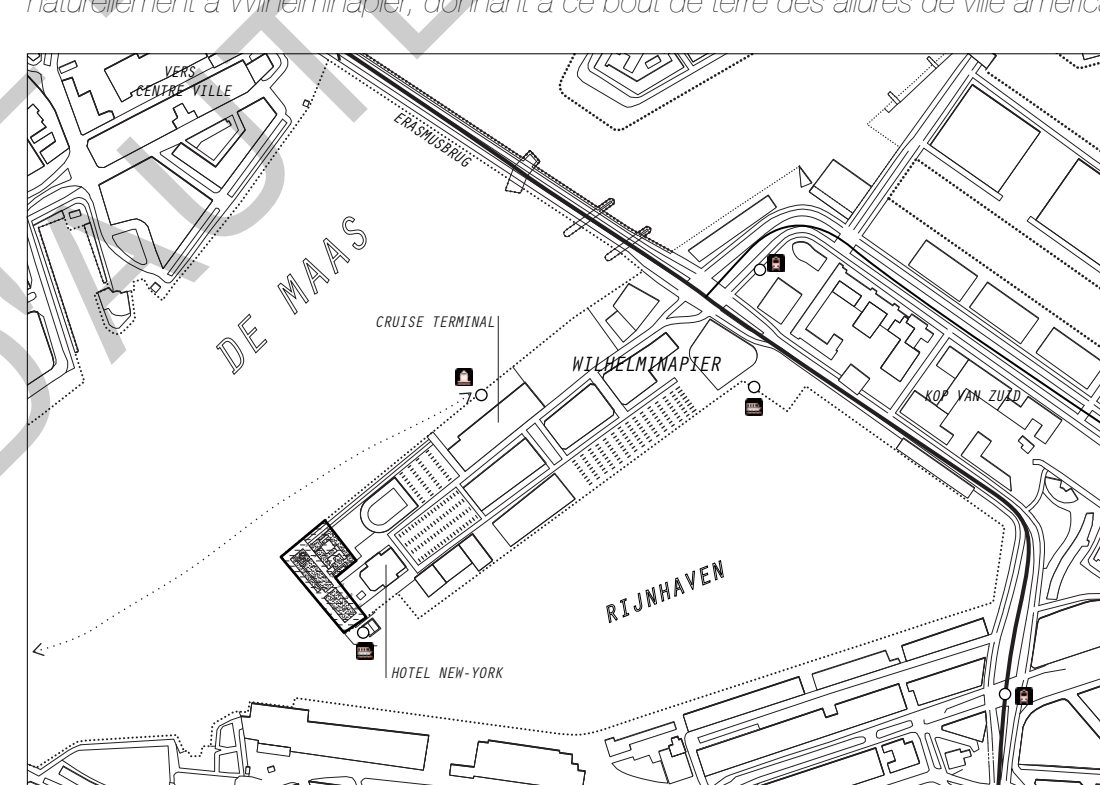 naturellement à Wilhelminapier, donnant à ce bout de terre des allures de ville
VERS
CENTRE VILLE
ERASMUSBRUG
DE MAAS
CRUISE TERMINAL
WILHELMINAPIER
KOP VAN ZUID
RIJNHAVEN
HOTEL NEW-YORK
D'AUTE